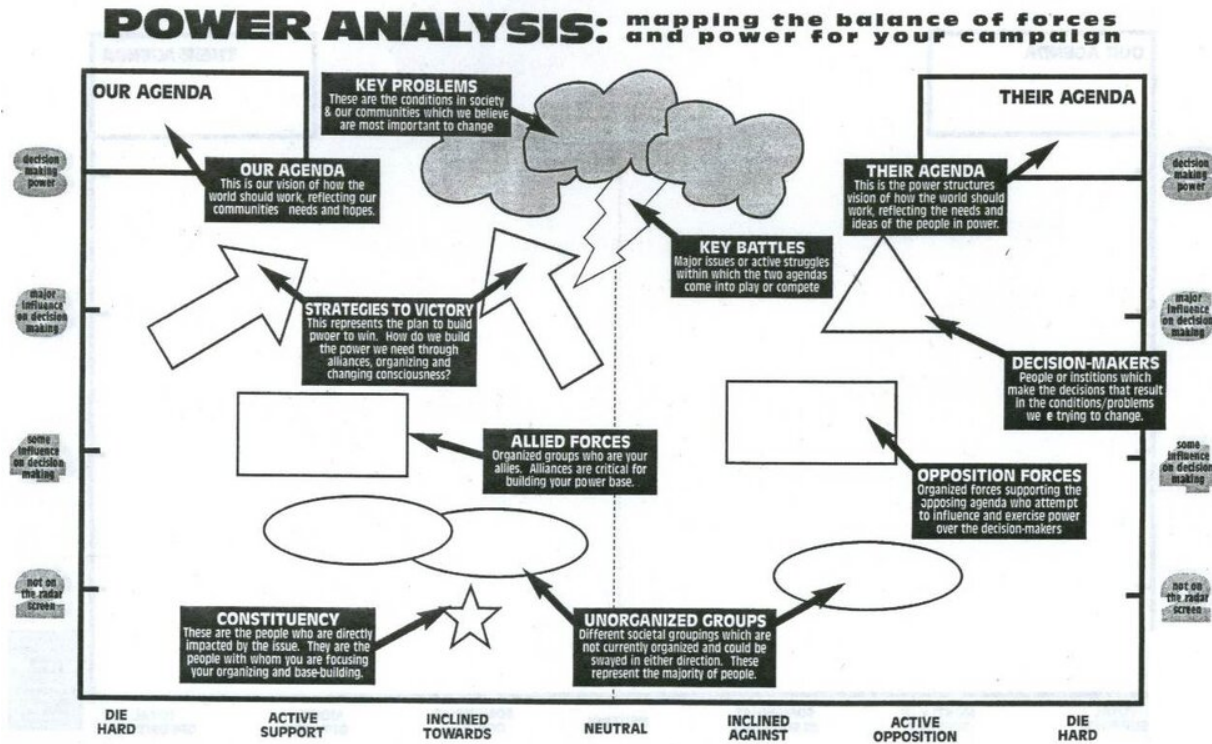 POWER ANALYSIS: mapping the balance of forces
and power for your campaign
OUR AGENDA
THEIR AGENDA
KEY PROBLEMS
These are the conditions in society
& our communities which we believe
are most important to change
OUR AGENDA
This is our vision of how the
world should work, reflecting our
communities needs and hopes.
THEIR AGENDA
This is the power structures
vision of how the world should
work, reflecting the needs and
ideas of the people in power.
KEY BATTLES
Major issues or active struggles
within which the two agendas
come into play or compete
STRATEGIES TO VICTORY
This represents the plan to build
pwoer to win. How do we build
the power we need through
alliances, organizing and
changing consciousness?
DECISION-MAKERS
People or institions which
make the decisions that result
in the conditions/problems
we e trying to change.
ALLIED FORCES
Organized groups who are your
allies. Alliances are critical for
building your power base.
OPPOSITION FORCES
Organized forces supporting the
opposing agenda who attempt
to influence and exercise power
over the decision-makers
CONSTITUENCY
These are the people who are directly
impacted by the issue. They are the
people with whom you are focusing
your organizing and base-building.
UNORGANIZED GROUPS
Different societal groupings which are
not currently organized and could be
swayed in either direction. These
represent the majority of people.
decision
making
power
major
influence
on decision
making
some
influence
on decision
making
not on
the radar
screen
decision
making
power
major
influence
on decision
making
some
influence
on decision
making
not on
the radar
screen
DIE
HARD
ACTIVE
SUPPORT
INCLINED
TOWARDS
NEUTRAL
INCLINED
AGAINST
ACTIVE
OPPOSITION
DIE
HARD